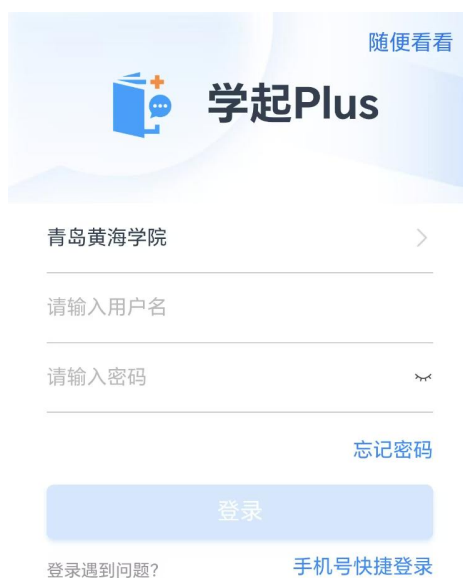 随便看看
学起Plus
青岛黄海学院
请输入用户名
请输入密码
忘记密码
登录
登录遇到问题?
手机号快捷登录